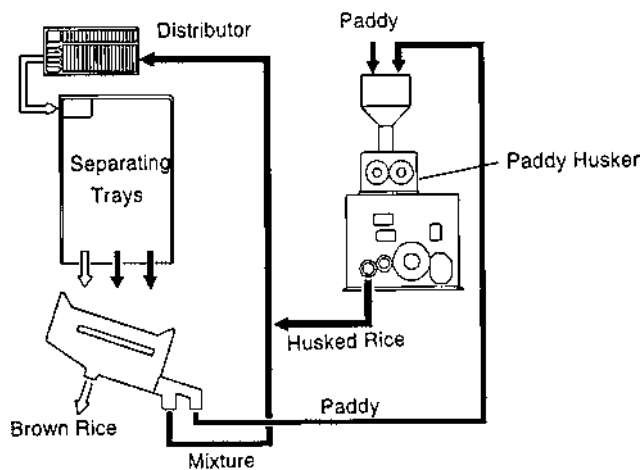 Distributor
Paddy
Separating
Trays
Paddy Husker
Husked Rice
Paddy
Brown Rice
Mixture